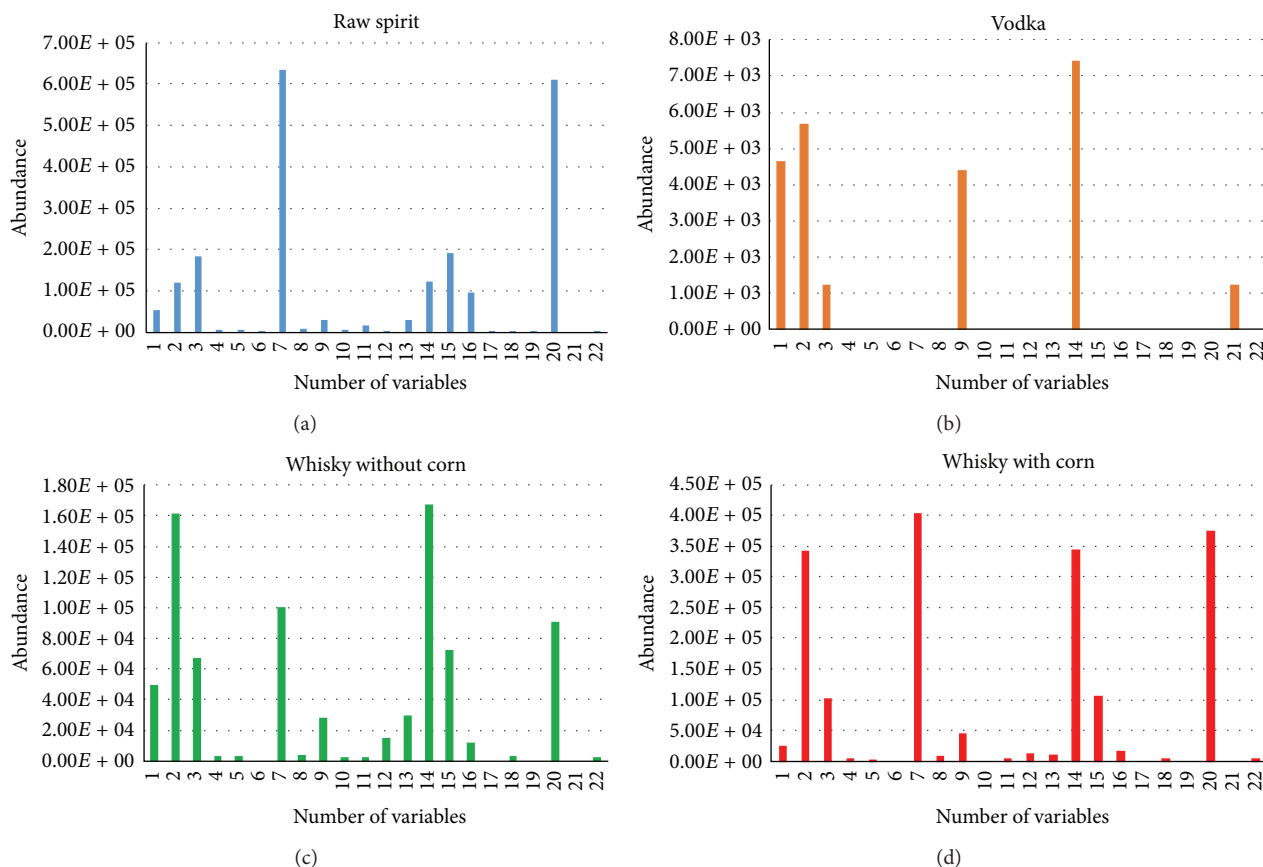 Raw spirit
7.00E + 05
6.00E + 05
5.00E + 05
4.00E + 05
3.00E + 05
2.00E + 05
1.00E + 05
0.00E + 00
Abundance
1 2 3 4 5 6 7 8 9 10 11 12 13 14 15 16 17 18 19 20 21 22
Number of variables
(a)
Vodka
8.00E + 03
7.00E + 03
6.00E + 03
5.00E + 03
4.00E + 03
3.00E + 03
2.00E + 03
1.00E + 03
0.00E + 00
Abundance
1 2 3 4 5 6 7 8 9 10 11 12 13 14 15 16 17 18 19 20 21 22
Number of variables
(b)
Whisky without corn
1.80E + 05
1.60E + 05
1.40E + 05
1.20E + 05
1.00E + 05
8.00E + 04
6.00E + 04
4.00E + 04
2.00E + 04
0.00E + 00
Abundance
1 2 3 4 5 6 7 8 9 10 11 12 13 14 15 16 17 18 19 20 21 22
Number of variables
(c)
Whisky with corn
4.50E + 05
4.00E + 05
3.50E + 05
3.00E + 05
2.50E + 05
2.00E + 05
1.50E + 05
1.00E + 05
5.00E + 04
0.00E + 00
Abundance
1 2 3 4 5 6 7 8 9 10 11 12 13 14 15 16 17 18 19 20 21 22
Number of variables
(d)